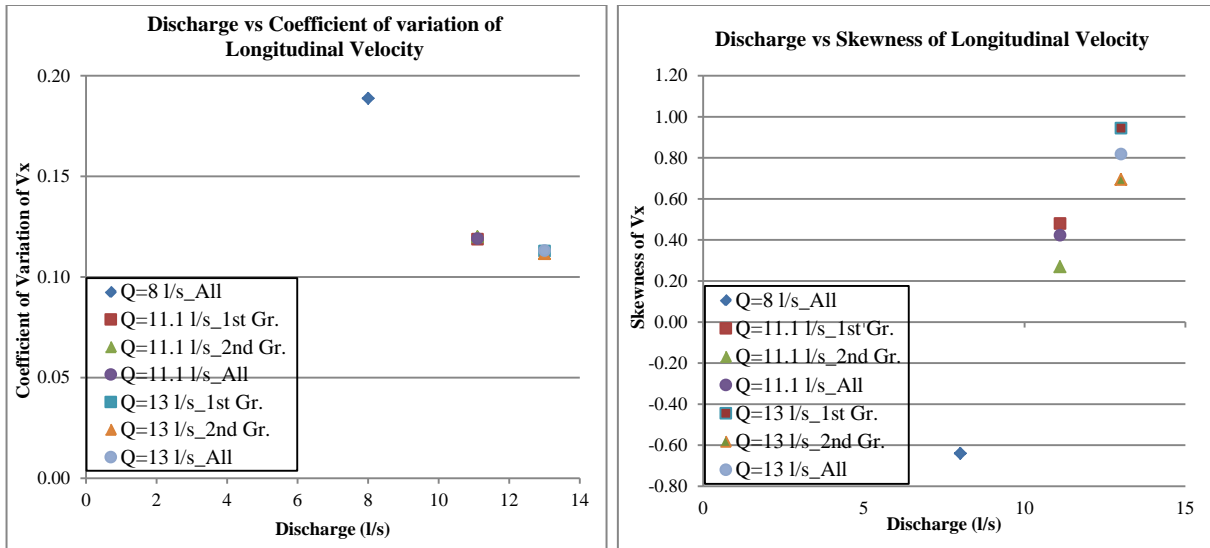 Discharge vs Coefficient of variation of
Longitudinal Velocity
0.20
0.15
0.10
0.05
0.00
Coefficient of Variation of Vx
Q=8 l/s_All
Q=11.1 l/s_1st Gr.
Q=11.1 l/s_2nd Gr.
Q=11.1 l/s_All
Q=13 l/s_1st Gr.
Q=13 l/s_2nd Gr.
Q=13 l/s_All
0 2 4 6 8 10 12 14
Discharge (l/s)
Discharge vs Skewness of Longitudinal Velocity
1.20
1.00
0.80
0.60
0.40
0.20
0.00
-0.20
-0.40
-0.60
-0.80
Skewness of Vx
Q=8 l/s_All
Q=11.1 l/s_1st Gr.
Q=11.1 l/s_2nd Gr.
Q=11.1 l/s_All
Q=13 l/s_1st Gr.
Q=13 l/s_2nd Gr.
Q=13 l/s_All
0 5 10 15
Discharge (l/s)